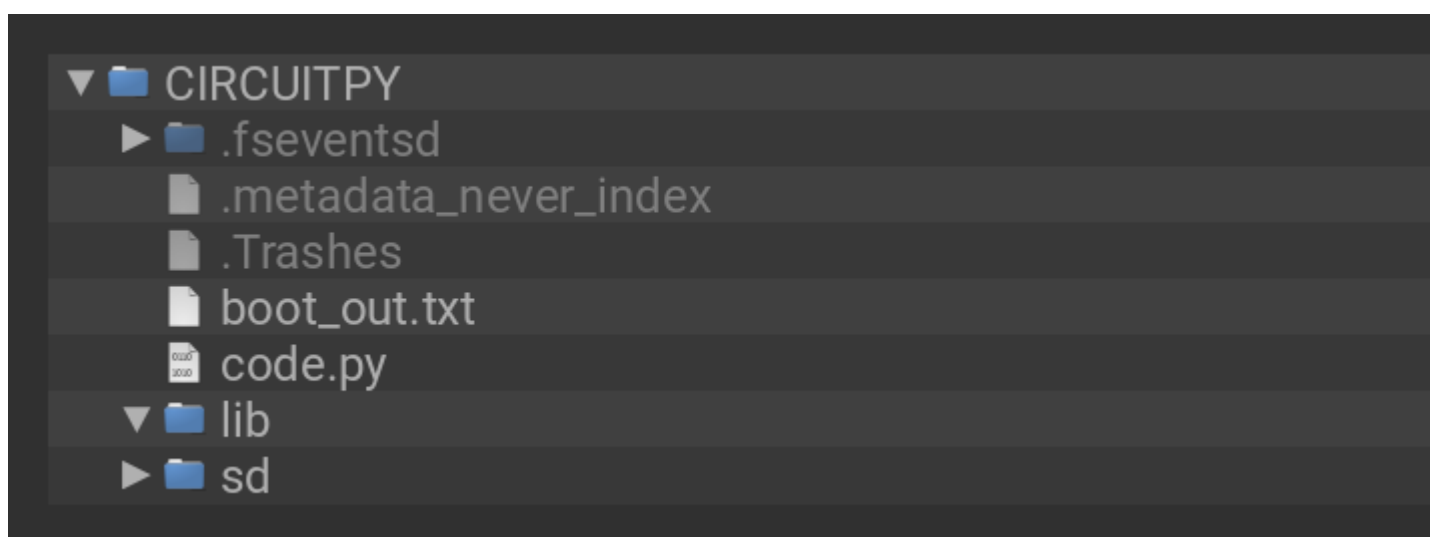 CIRCUITPY
.fseventsd
.metadata_never_index
.Trashes
boot_out.txt
code.py
lib
sd